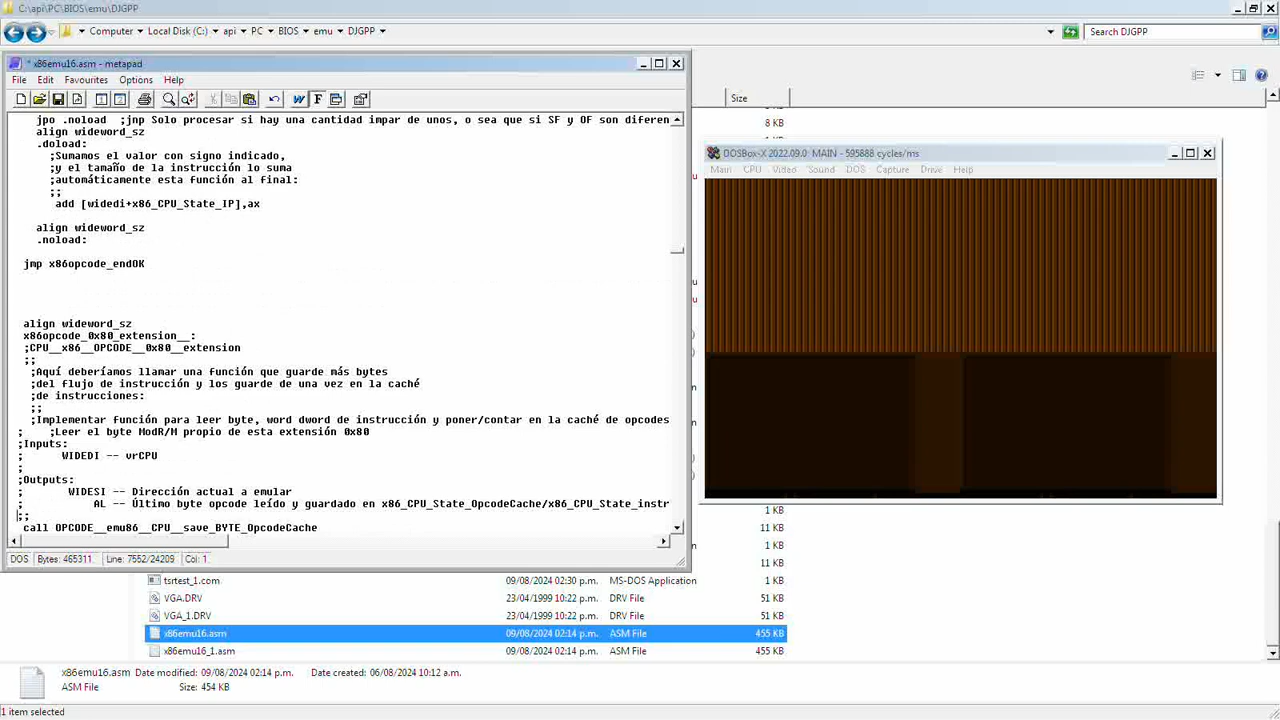 C:\api\PC\BIOS\emu\DJGPP
Computer Local Disk (C:) api PC BIOS emu DJGPP
Search DJGPP
* x86emu16.asm - metapad
File Edit Favourites Options Help
Size
8 KB
jpo .noload ;jnp Solo procesar si hay una cantidad impar de unos, o sea que si SF y OF son diferen
align wideword_sz
.doload:
;Sumamos el valor con signo indicado,
;y el tamaño de la instrucción lo suma
;automáticamente esta función al final:
;;
add [widedi+x86_CPU_State_IP],ax
align wideword_sz
.noload:
jmp x86opcode_endOK
align wideword_sz
x86opcode_0x80_extension__:
;CPU__x86__OPCODE__0x80__extension
;;
;Aquí deberíamos llamar una función que guarde más bytes
;del flujo de instrucción y los guarde de una vez en la caché
;de instrucciones:
;;
;Implementar función para leer byte, word dword de instrucción y poner/contar en la caché de opcodes
; ;Leer el byte ModR/M propio de esta extensión 0x80
;Inputs:
; WIDEDI -- vrCPU
;
;Outputs:
; WIDESI -- Dirección actual a emular
; AL -- Último byte opcode leído y guardado en x86_CPU_State_OpcodeCache/x86_CPU_State_instr
;;
call OPCODE__emu86__CPU__save_BYTE_OpcodeCache
DOS Bytes: 465311 Line: 7552/24209 Col: 1
DOSBox-X 2022.09.0: MAIN - 595888 cycles/ms
Main CPU Video Sound DOS Capture Drive Help
1 KB
11 KB
1 KB
11 KB
tsrtest_1.com 09/08/2024 02:30 p.m. MS-DOS Application 1 KB
VGA.DRV 23/04/1999 10:22 p.m. DRV File 51 KB
VGA_1.DRV 23/04/1999 10:22 p.m. DRV File 51 KB
x86emu16.asm 09/08/2024 02:14 p.m. ASM File 455 KB
x86emu16_1.asm 09/08/2024 02:14 p.m. ASM File 455 KB
x86emu16.asm Date modified: 09/08/2024 02:14 p.m. Date created: 06/08/2024 10:12 a.m.
ASM File Size: 454 KB
1 item selected